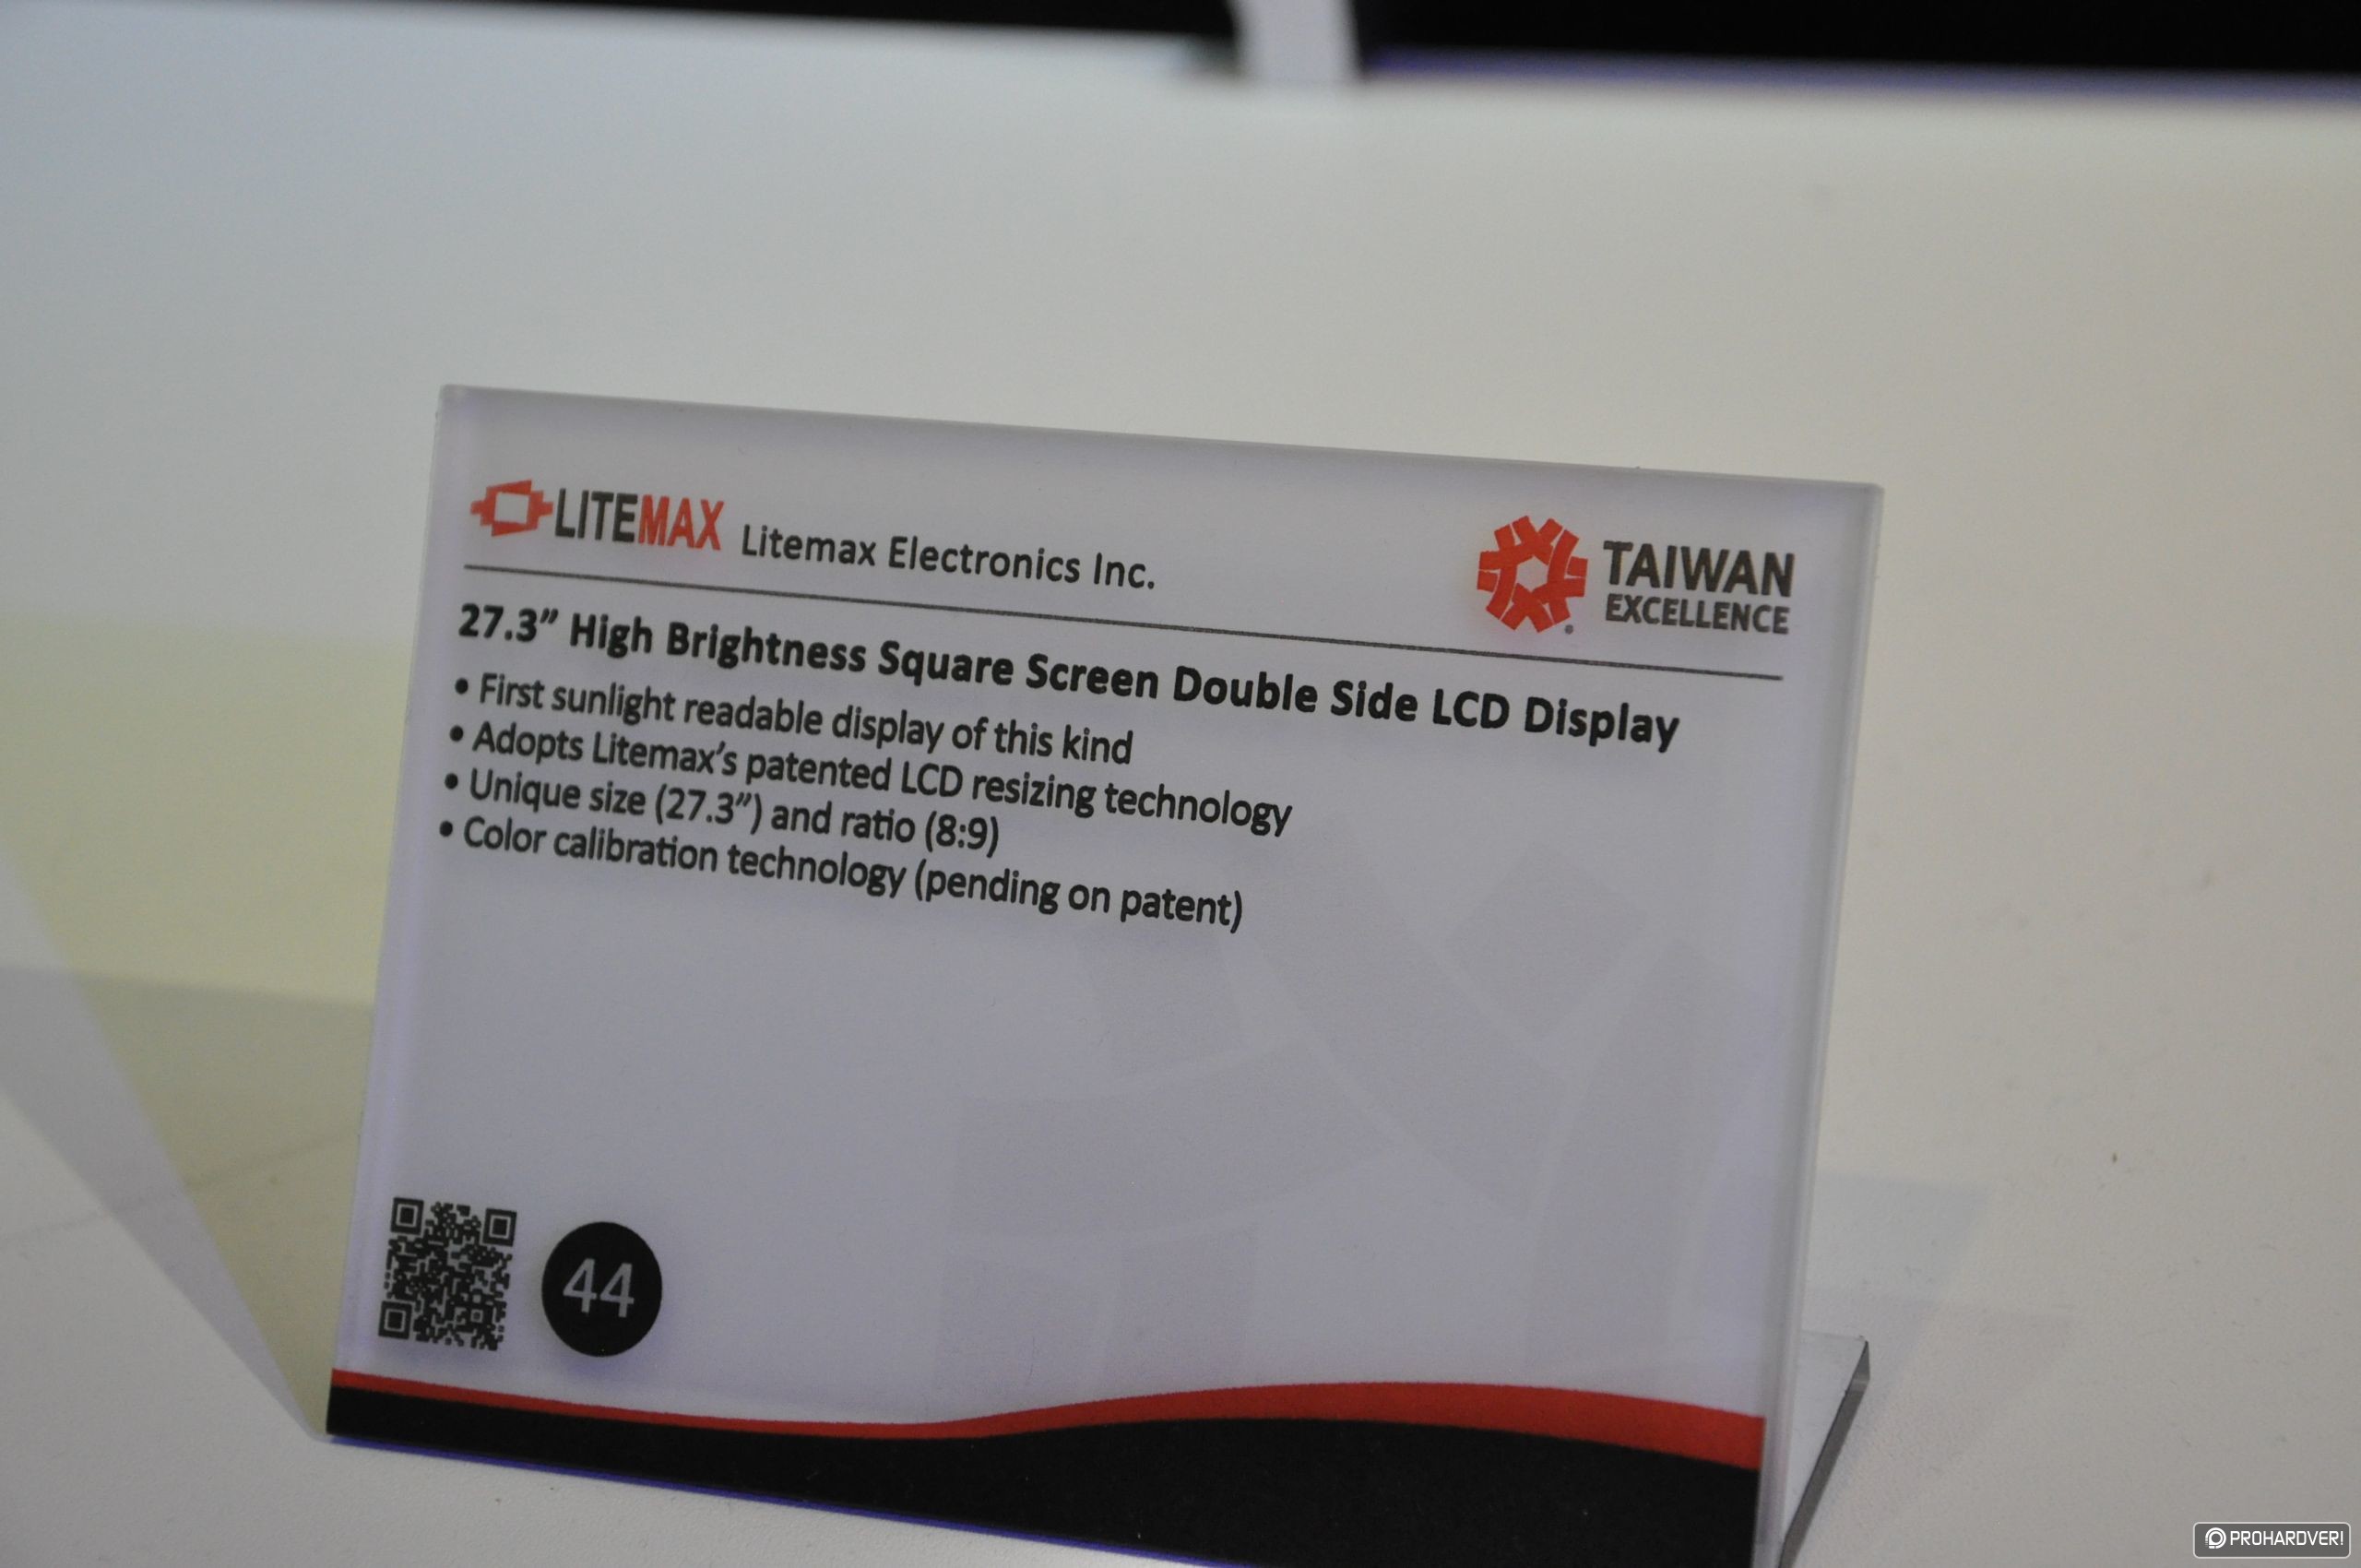 LITEMAX Litemax Electronics Inc.
TAIWAN
EXCELLENCE
27.3” High Brightness Square Screen Double Side LCD Display
• First sunlight readable display of this kind
• Adopts Litemax’s patented LCD resizing technology
• Unique size (27.3”) and ratio (8:9)
• Color calibration technology (pending on patent)
44
PROHARDVER!